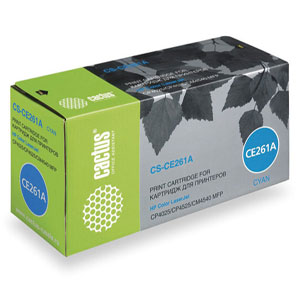 CS-CE261A
CYAN
cactus
CS-CE261A
PRINT CARTRIDGE FOR
КАРТРИДЖ ДЛЯ ПРИНТЕРОВ
HP Color LaserJet
CP4025/CP4525/CM4540 MFP
CE261A
CYAN